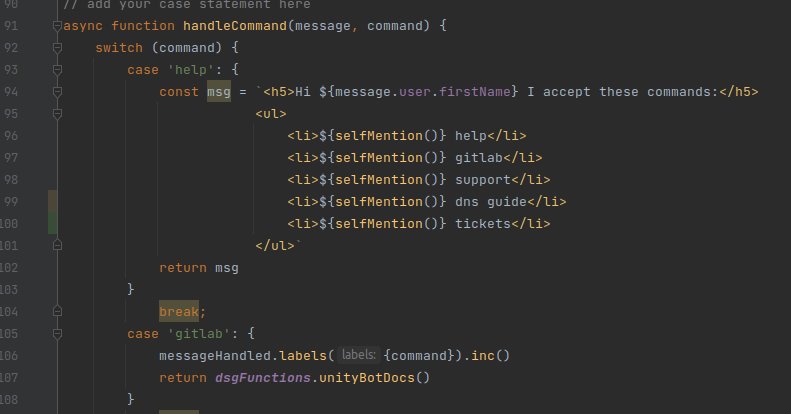 90 // add your case statement here
91 async function handleCommand(message, command) {
92 switch (command) {
93 case 'help': {
94 const msg = `<h5>Hi ${message.user.firstName} I accept these commands:</h5>
95 <ul>
96 <li>${selfMention()} help</li>
97 <li>${selfMention()} gitlab</li>
98 <li>${selfMention()} support</li>
99 <li>${selfMention()} dns guide</li>
100 <li>${selfMention()} tickets</li>
101 </ul>`
102 return msg
103 }
104 break;
105 case 'gitlab': {
106 messageHandled.labels( labels: {command}).inc()
107 return dsgFunctions.unityBotDocs()
108 }